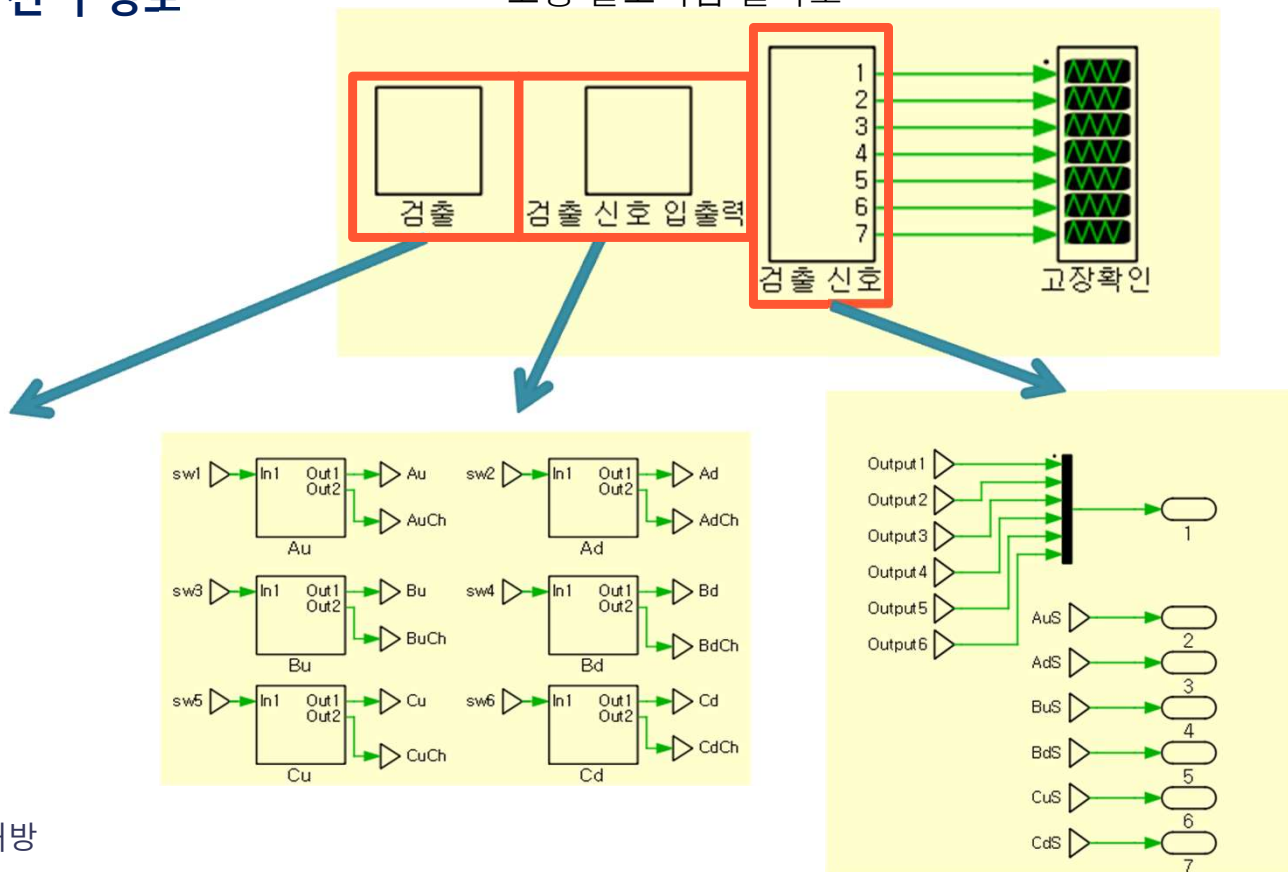 1
2
3
4
5
6
7
검출
검출 신호 입출력
검출 신호
고장확인
sw1
In1
Out1
Out2
Au
AuCh
Au
sw2
In1
Out1
Out2
Ad
AdCh
Ad
sw3
In1
Out1
Out2
Bu
BuCh
Bu
sw4
In1
Out1
Out2
Bd
BdCh
Bd
sw5
In1
Out1
Out2
Cu
CuCh
Cu
sw6
In1
Out1
Out2
Cd
CdCh
Cd
Output1
Output2
Output3
Output4
Output5
Output6
1
AuS
2
AdS
3
BuS
4
BdS
5
CuS
6
CdS
7